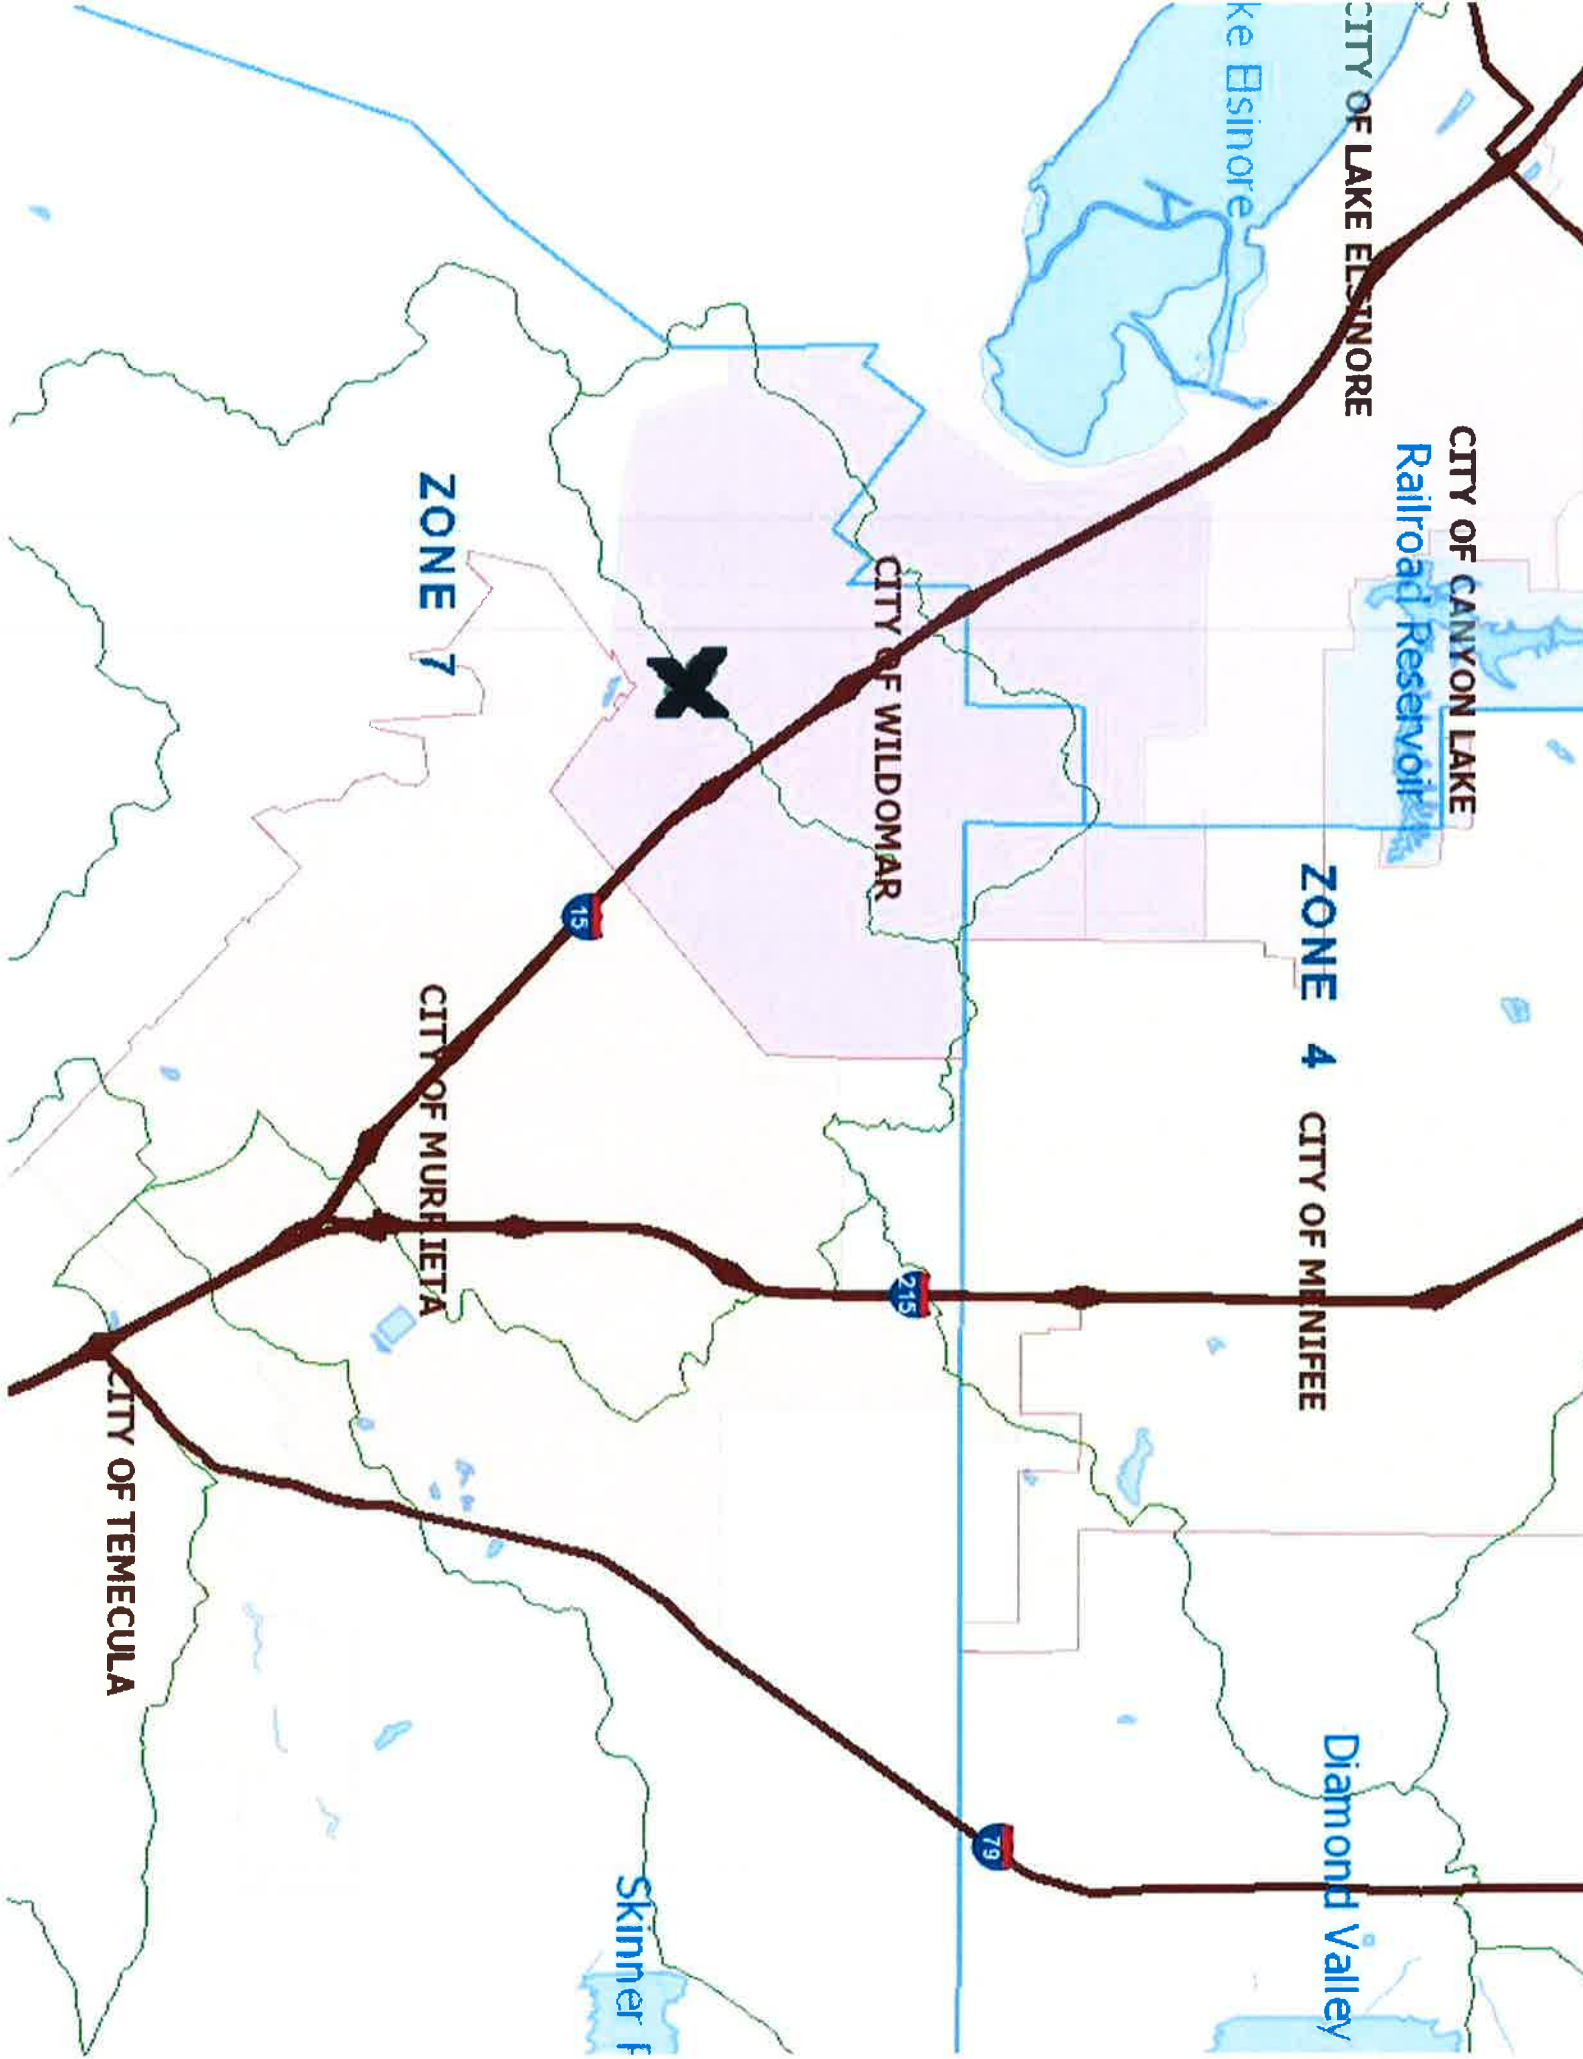 CITY OF CANYON LAKE
Railroad Reservoir
CITY OF LAKE ELSINORE
ke Elsinore
ZONE 4
CITY OF MENIFEE
Diamond Valley
CITY OF WILDOMAR
215
79
15
ZONE 7
CITY OF MURRIETA
Skinner
CITY OF TEMECULA